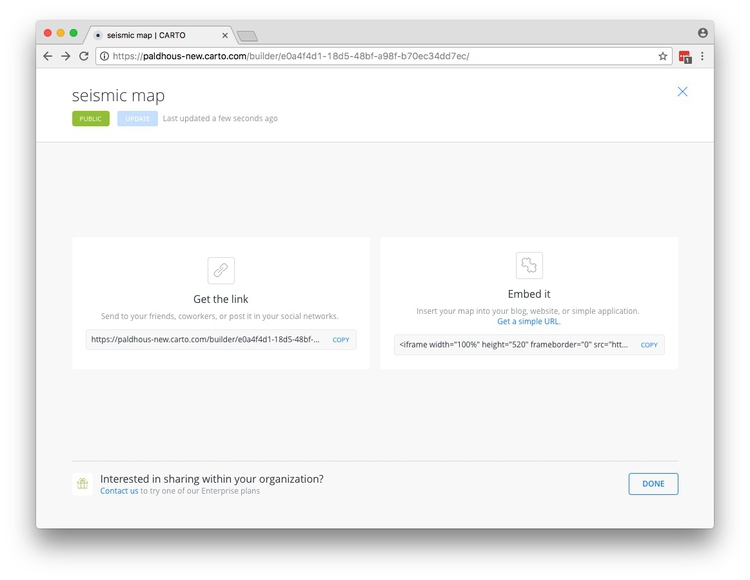 seismic map | CARTO
https://paldhous-new.carto.com/builder/e0a4f4d1-18d5-48bf-a98f-b70ec34dd7ec/
1
seismic map
PUBLIC
UPDATE
Last updated a few seconds ago
Get the link
Send to your friends, coworkers, or post it in your social networks.
https://paldhous-new.carto.com/builder/e0a4f4d1-18d5-48bf-...
COPY
Embed it
Insert your map into your blog, website, or simple application.
Get a simple URL.
<iframe width="100%" height="520" frameborder="0" src="htt...
COPY
Interested in sharing within your organization?
Contact us to try one of our Enterprise plans
DONE